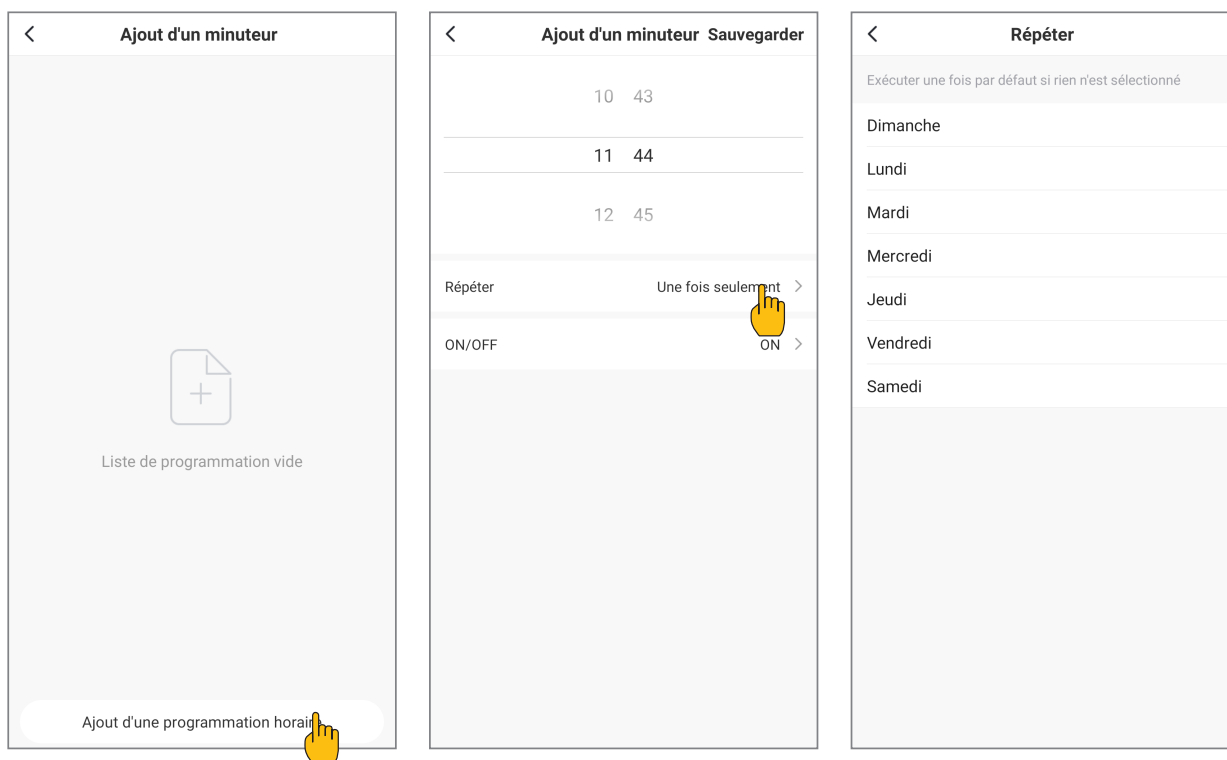 Ajout d'un minuteur
Liste de programmation vide
Ajout d'une programmation horaire
Ajout d'un minuteur Sauvegarder
10 43
11 44
12 45
Répéter Une fois seulement
ON/OFF ON
Répéter
Exécuter une fois par défaut si rien n'est sélectionné
Dimanche
Lundi
Mardi
Mercredi
Jeudi
Vendredi
Samedi